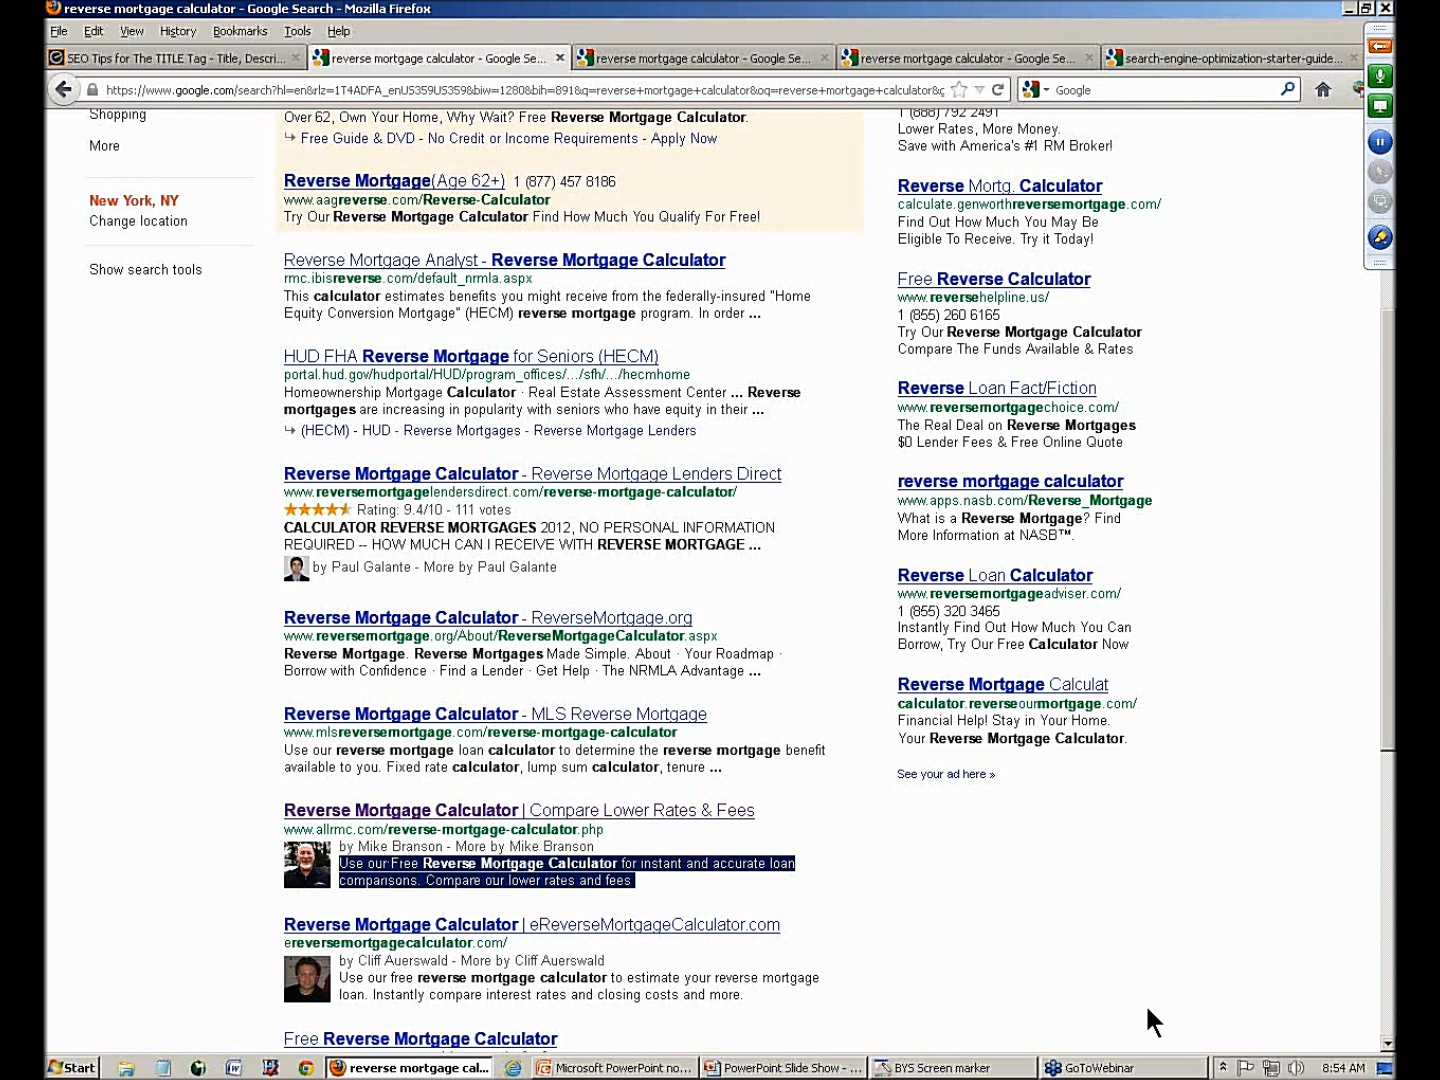 reverse mortgage calculator - Google Search - Mozilla Firefox
File Edit View History Bookmarks Tools Help
SEO Tips for The TITLE Tag - Title, Descri...
reverse mortgage calculator - Google Se...
reverse mortgage calculator - Google Se...
reverse mortgage calculator - Google Se...
search-engine-optimization-starter-guide...
https://www.google.com/search?hl=en&rlz=1T4ADFA_enUS359US359&biw=1280&bih=891&q=reverse+mortgage+calculator&oq=reverse+mortgage+calculator&g
Google
Shopping
More
New York, NY
Change location
Show search tools
Over 62, Own Your Home, Why Wait? Free Reverse Mortgage Calculator.
Free Guide & DVD - No Credit or Income Requirements - Apply Now
Reverse Mortgage(Age 62+) 1 (877) 457 8186
www.aagreverse.com/Reverse-Calculator
Try Our Reverse Mortgage Calculator Find How Much You Qualify For Free!
Reverse Mortgage Analyst - Reverse Mortgage Calculator
rmc.ibisreverse.com/default_nrmla.aspx
This calculator estimates benefits you might receive from the federally-insured "Home
Equity Conversion Mortgage" (HECM) reverse mortgage program. In order ...
HUD FHA Reverse Mortgage for Seniors (HECM)
portal.hud.gov/hudportal/HUD/program_offices/.../sfh/.../hecmhome
Homeownership Mortgage Calculator · Real Estate Assessment Center ... Reverse
mortgages are increasing in popularity with seniors who have equity in their ...
(HECM) - HUD - Reverse Mortgages - Reverse Mortgage Lenders
Reverse Mortgage Calculator - Reverse Mortgage Lenders Direct
www.reversemortgagelendersdirect.com/reverse-mortgage-calculator/
Rating: 9.4/10 - 111 votes
CALCULATOR REVERSE MORTGAGES 2012, NO PERSONAL INFORMATION
REQUIRED -- HOW MUCH CAN I RECEIVE WITH REVERSE MORTGAGE ...
by Paul Galante - More by Paul Galante
Reverse Mortgage Calculator - ReverseMortgage.org
www.reversemortgage.org/About/ReverseMortgageCalculator.aspx
Reverse Mortgage. Reverse Mortgages Made Simple. About · Your Roadmap ·
Borrow with Confidence · Find a Lender · Get Help · The NRMLA Advantage ...
Reverse Mortgage Calculator - MLS Reverse Mortgage
www.mlsreversemortgage.com/reverse-mortgage-calculator
Use our reverse mortgage loan calculator to determine the reverse mortgage benefit
available to you. Fixed rate calculator, lump sum calculator, tenure ...
Reverse Mortgage Calculator | Compare Lower Rates & Fees
www.allrmc.com/reverse-mortgage-calculator.php
by Mike Branson - More by Mike Branson
Use our Free Reverse Mortgage Calculator for instant and accurate loan
comparisons. Compare our lower rates and fees
Reverse Mortgage Calculator | eReverseMortgageCalculator.com
ereversemortgagecalculator.com/
by Cliff Auerswald - More by Cliff Auerswald
Use our free reverse mortgage calculator to estimate your reverse mortgage
loan. Instantly compare interest rates and closing costs and more.
Free Reverse Mortgage Calculator
1 (888) 792 2491
Lower Rates, More Money.
Save with America's #1 RM Broker!
Reverse Mortg. Calculator
calculate.genworthreversemortgage.com/
Find Out How Much You May Be
Eligible To Receive. Try it Today!
Free Reverse Calculator
www.reversehelpline.us/
1 (855) 260 6165
Try Our Reverse Mortgage Calculator
Compare The Funds Available & Rates
Reverse Loan Fact/Fiction
www.reversemortgagechoice.com/
The Real Deal on Reverse Mortgages
$0 Lender Fees & Free Online Quote
reverse mortgage calculator
www.apps.nasb.com/Reverse_Mortgage
What is a Reverse Mortgage? Find
More Information at NASB™.
Reverse Loan Calculator
www.reversemortgageadviser.com/
1 (855) 320 3465
Instantly Find Out How Much You Can
Borrow, Try Our Free Calculator Now
Reverse Mortgage Calculat
calculator.reverseourmortgage.com/
Financial Help! Stay in Your Home.
Your Reverse Mortgage Calculator.
See your ad here »
Start
reverse mortgage cal...
Microsoft PowerPoint no...
PowerPoint Slide Show - ...
BYS Screen marker
GoToWebinar
8:54 AM